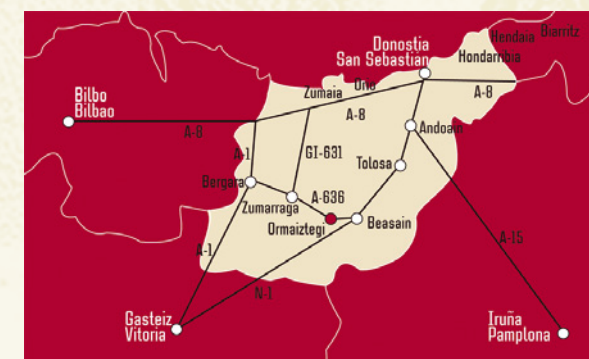 Hendaia
Biarritz
Donostia
San Sebastián
Hondarribia
Zumaia
Orio
A-8
Bilbo
Bilbao
A-8
A-8
Andoain
A-1
GI-631
Tolosa
Bergara
A-636
Zumarraga
Ormaiztegi
Beasain
A-1
A-15
N-1
Gasteiz
Vitoria
Iruña
Pamplona